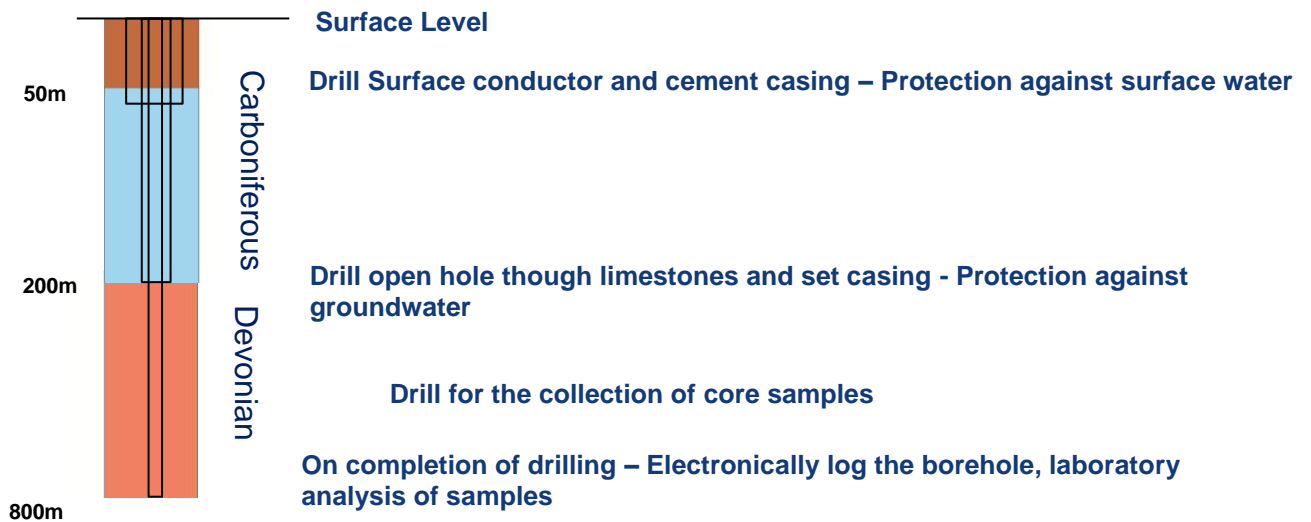 Surface Level
Drill Surface conductor and cement casing – Protection against surface water
50m
Carboniferous
Drill open hole though limestones and set casing - Protection against
groundwater
200m
Devonian
Drill for the collection of core samples
On completion of drilling – Electronically log the borehole, laboratory
analysis of samples
800m